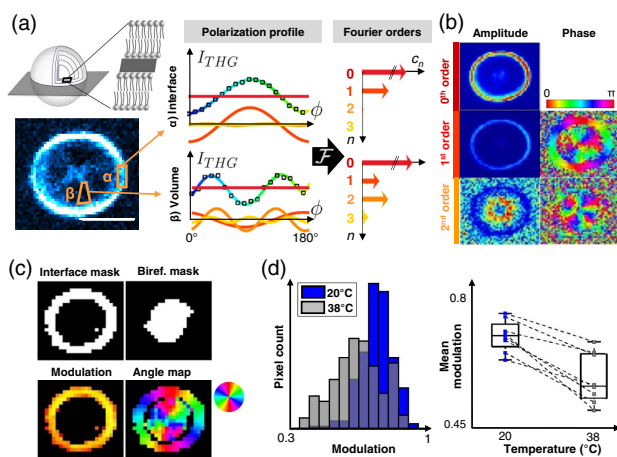 (a)
Polarization profile
Fourier orders
α) Interface
I_THG
ϕ
0
1
2
3
n
c_n
α
β
β) Volume
I_THG
ϕ
0°
180°
ℱ
0
1
2
3
n
c_n
(b)
Amplitude
Phase
0th order
1st order
2nd order
0
π
(c)
Interface mask
Biref. mask
Modulation
Angle map
(d)
20°C
38°C
Pixel count
0.3
Modulation
1
Mean
modulation
0.8
0.45
20
38
Temperature (°C)